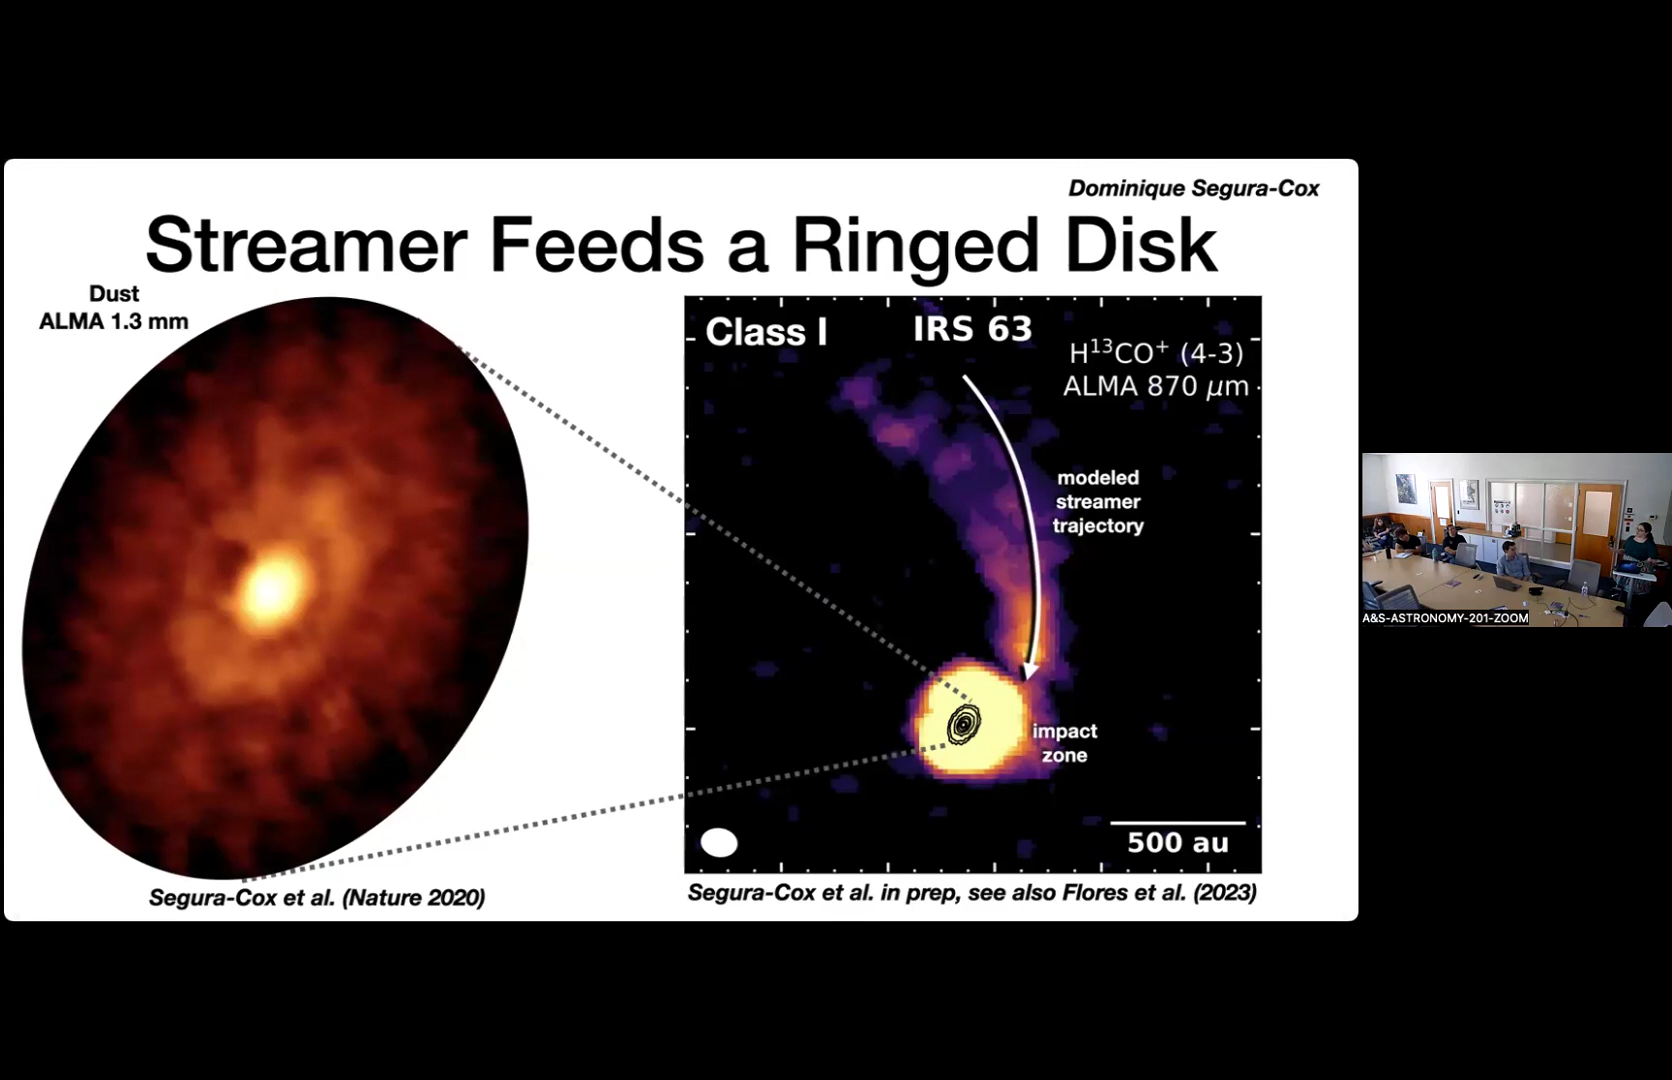 Dominique Segura-Cox
Streamer Feeds a Ringed Disk
Dust
ALMA 1.3 mm
Class I
IRS 63
H¹³CO⁺ (4-3)
ALMA 870 μm
modeled
streamer
trajectory
impact
zone
500 au
Segura-Cox et al. (Nature 2020)
Segura-Cox et al. in prep, see also Flores et al. (2023)
A&S-ASTRONOMY-201-ZOOM